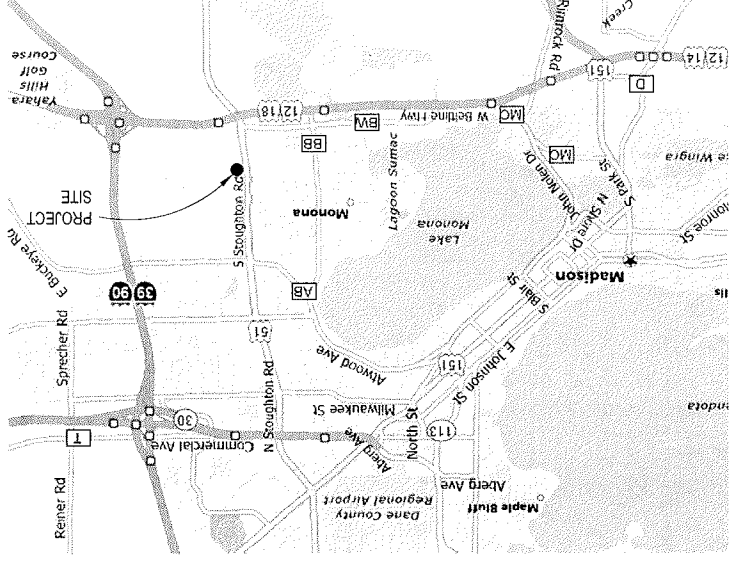 Reiner Rd
Maple Bluff
Dane County
Regional Airport
Aberg Ave
Aberg Ave
T
Commercial Ave
30
113
North St
Milwaukee St
N Stoughton Rd
Sprecher Rd
E Johnson St
151
Atwood Ave
51
S Blair St
AB
39
90
E Buckeye Rd
Madison
N Shore Dr
Lake
Monona
Monona
PROJECT
SITE
S Stoughton Rd
Monroe St
S Park St
John Nolen Dr
MC
Lagoon Sumac
BB
e Wingra
MC
W Beltline Hwy
BW
12/18
Yahara
Hills
Golf
Course
D
151
12/14
Rimrock Rd
Creek
ndota
lls